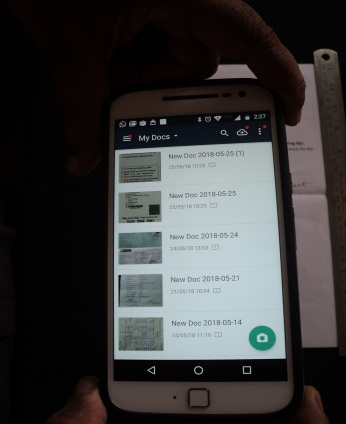 2:27
My Docs
New Doc 2018-05-25 (1)
25/05/18 10:25
New Doc 2018-05-25
25/05/18 10:23
New Doc 2018-05-24
24/05/18 13:03
New Doc 2018-05-21
21/05/18 10:34
New Doc 2018-05-14
14/05/18 11:19